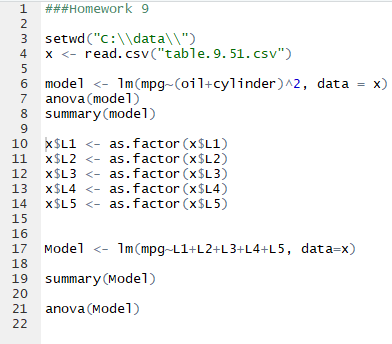 1 ###Homework 9
2
3 setwd("C:\\data\\")
4 x <- read.csv("table.9.51.csv")
5
6 model <- lm(mpg~(oil+cylinder)^2, data = x)
7 anova(model)
8 summary(model)
9
10 x$L1 <- as.factor(x$L1)
11 x$L2 <- as.factor(x$L2)
12 x$L3 <- as.factor(x$L3)
13 x$L4 <- as.factor(x$L4)
14 x$L5 <- as.factor(x$L5)
15
16
17 Model <- lm(mpg~L1+L2+L3+L4+L5, data=x)
18
19 summary(Model)
20
21 anova(Model)
22